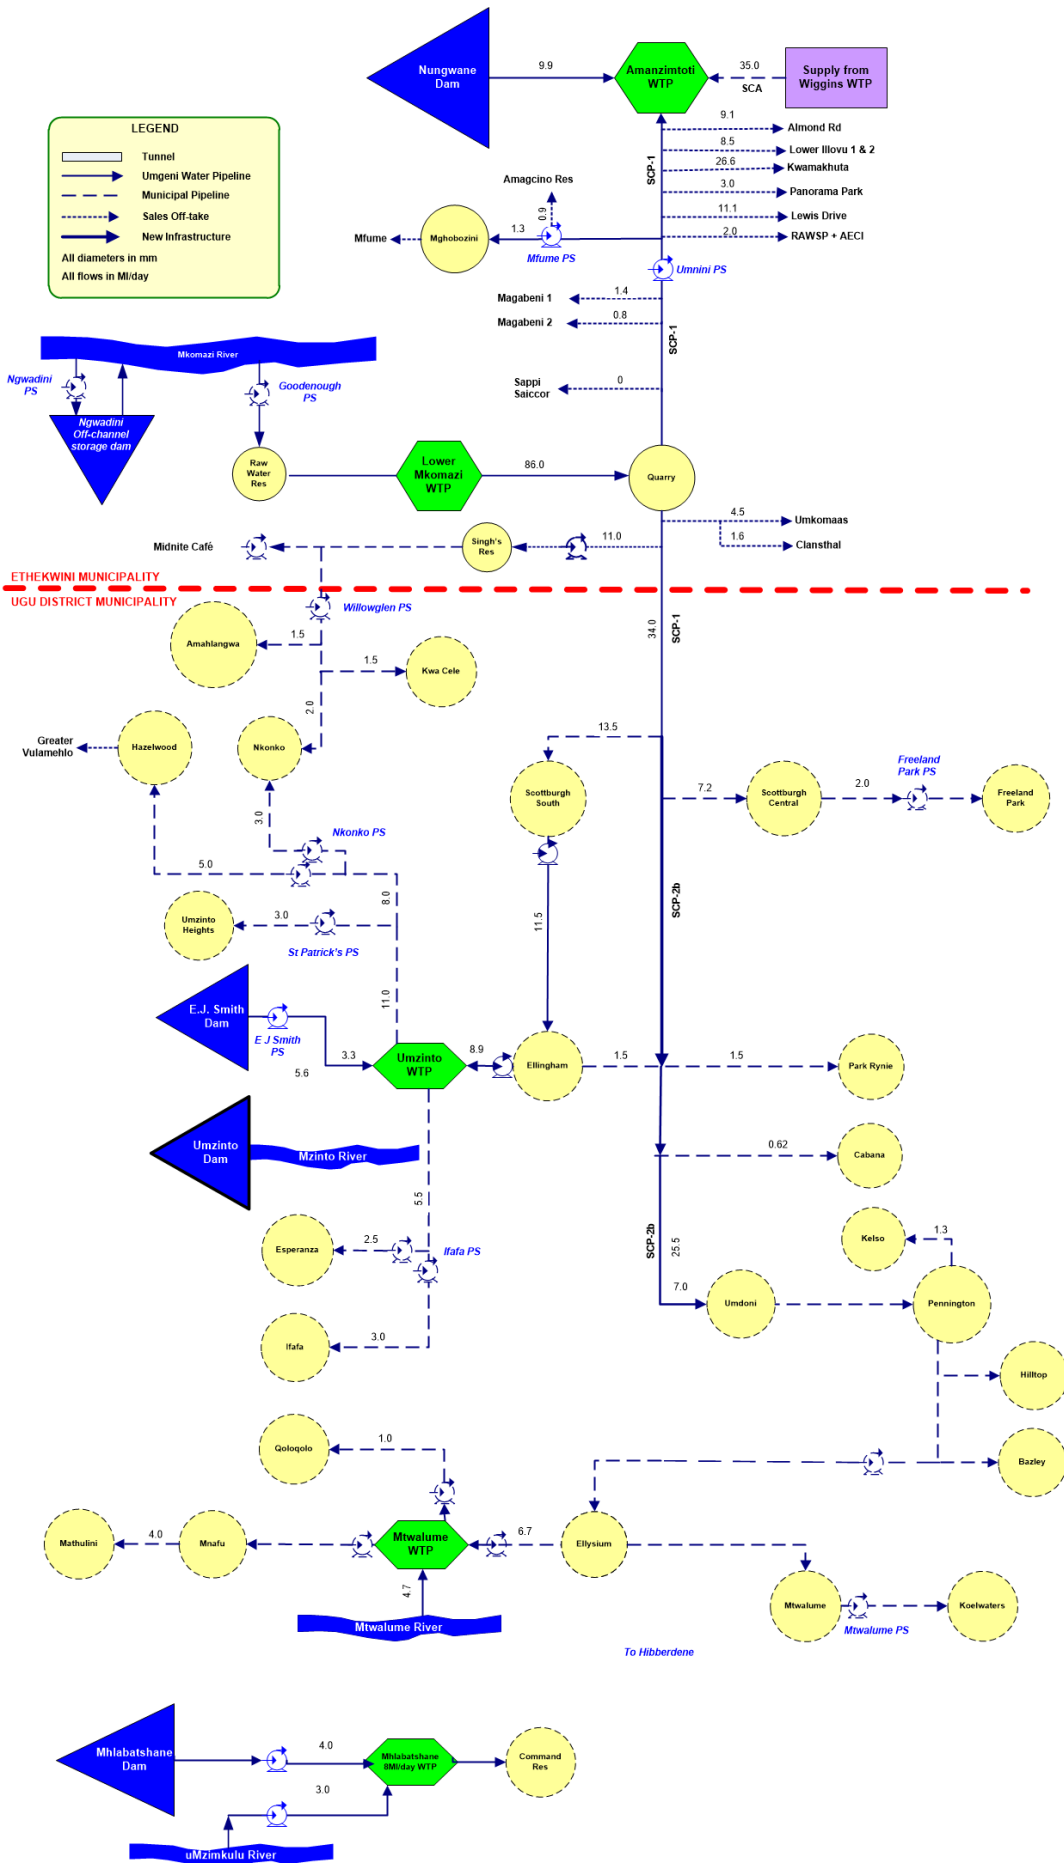 Nungwane
Dam
9.9
Amanzimtoti
WTP
35.0
SCA
Supply from
Wiggins WTP
LEGEND
Tunnel
Umgeni Water Pipeline
Municipal Pipeline
Sales Off-take
New Infrastructure
All diameters in mm
All flows in Ml/day
SCP-1
9.1
Almond Rd
8.5
Lower Illovu 1 & 2
26.6
Kwamakhuta
3.0
Panorama Park
11.1
Lewis Drive
2.0
RAWSP + AECI
Amagcino Res
0.9
Mfume
Mghobozini
1.3
Mfume PS
Umnini PS
Magabeni 1
1.4
Magabeni 2
0.8
SCP-1
Sappi
Saiccor
0
Mkomazi River
Ngwadini
PS
Goodenough
PS
Ngwadini
Off-channel
storage dam
Raw
Water
Res
Lower
Mkomazi
WTP
86.0
Quarry
4.5
Umkomaas
1.6
Clansthal
Midnite Café
Singh's
Res
11.0
ETHEKWINI MUNICIPALITY
UGU DISTRICT MUNICIPALITY
Willowglen PS
34.0
SCP-1
Amahlangwa
1.5
1.5
Kwa Cele
2.0
Greater
Vulamehlo
Hazelwood
Nkonko
13.5
Scottburgh
South
7.2
Scottburgh
Central
2.0
Freeland
Park PS
Freeland
Park
3.0
Nkonko PS
5.0
8.0
Umzinto
Heights
3.0
St Patrick's PS
11.5
SCP-2b
11.0
E.J. Smith
Dam
E J Smith
PS
3.3
5.6
Umzinto
WTP
8.9
Ellingham
1.5
1.5
Park Rynie
Umzinto
Dam
Mzinto River
0.62
Cabana
5.5
Esperanza
2.5
Ifafa PS
SCP-2b
25.5
Kelso
1.3
7.0
Umdoni
Pennington
Ifafa
3.0
Hilltop
Qoloqolo
1.0
Bazley
Mathulini
4.0
Mnafu
Mtwalume
WTP
6.7
Ellysium
4.7
Mtwalume River
Mtwalume
Mtwalume PS
Koelwaters
To Hibberdene
Mhlabatshane
Dam
4.0
Mhlabatshane
8Ml/day WTP
Command
Res
3.0
uMzimkulu River